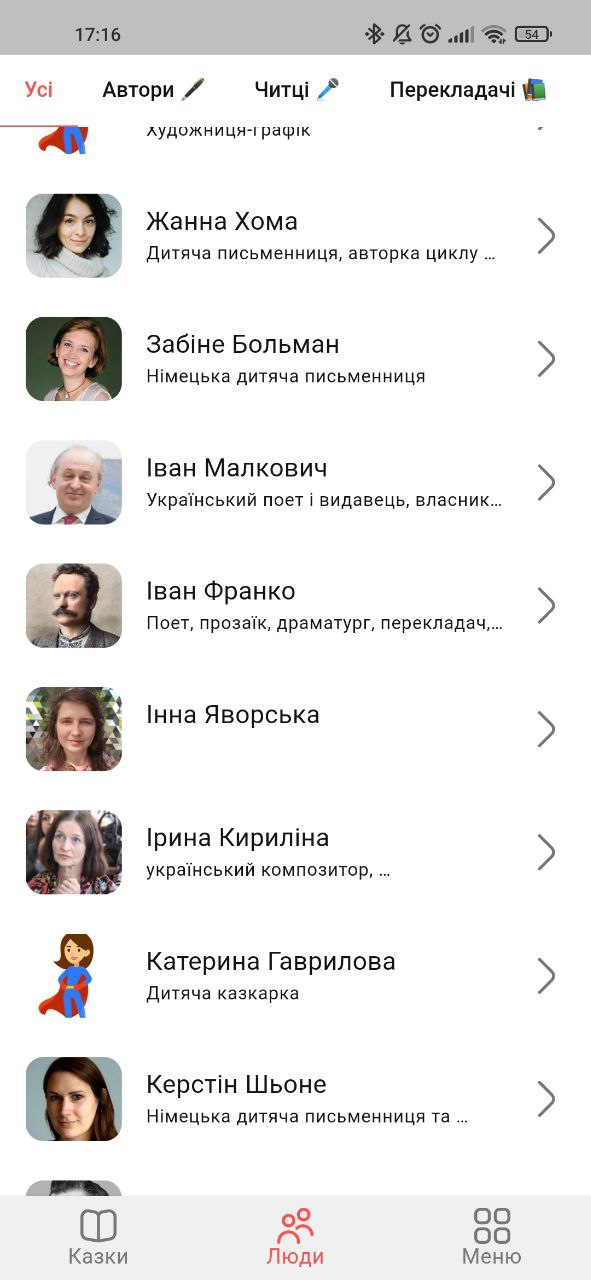 17:16
54
Усі
Автори
Читці
Перекладачі
Художниця-графік
Жанна Хома
Дитяча письменниця, авторка циклу …
Забіне Больман
Німецька дитяча письменниця
Іван Малкович
Український поет і видавець, власник…
Іван Франко
Поет, прозаїк, драматург, перекладач,…
Інна Яворська
Ірина Кириліна
український композитор, …
Катерина Гаврилова
Дитяча казкарка
Керстін Шьоне
Німецька дитяча письменниця та …
Казки
Люди
Меню